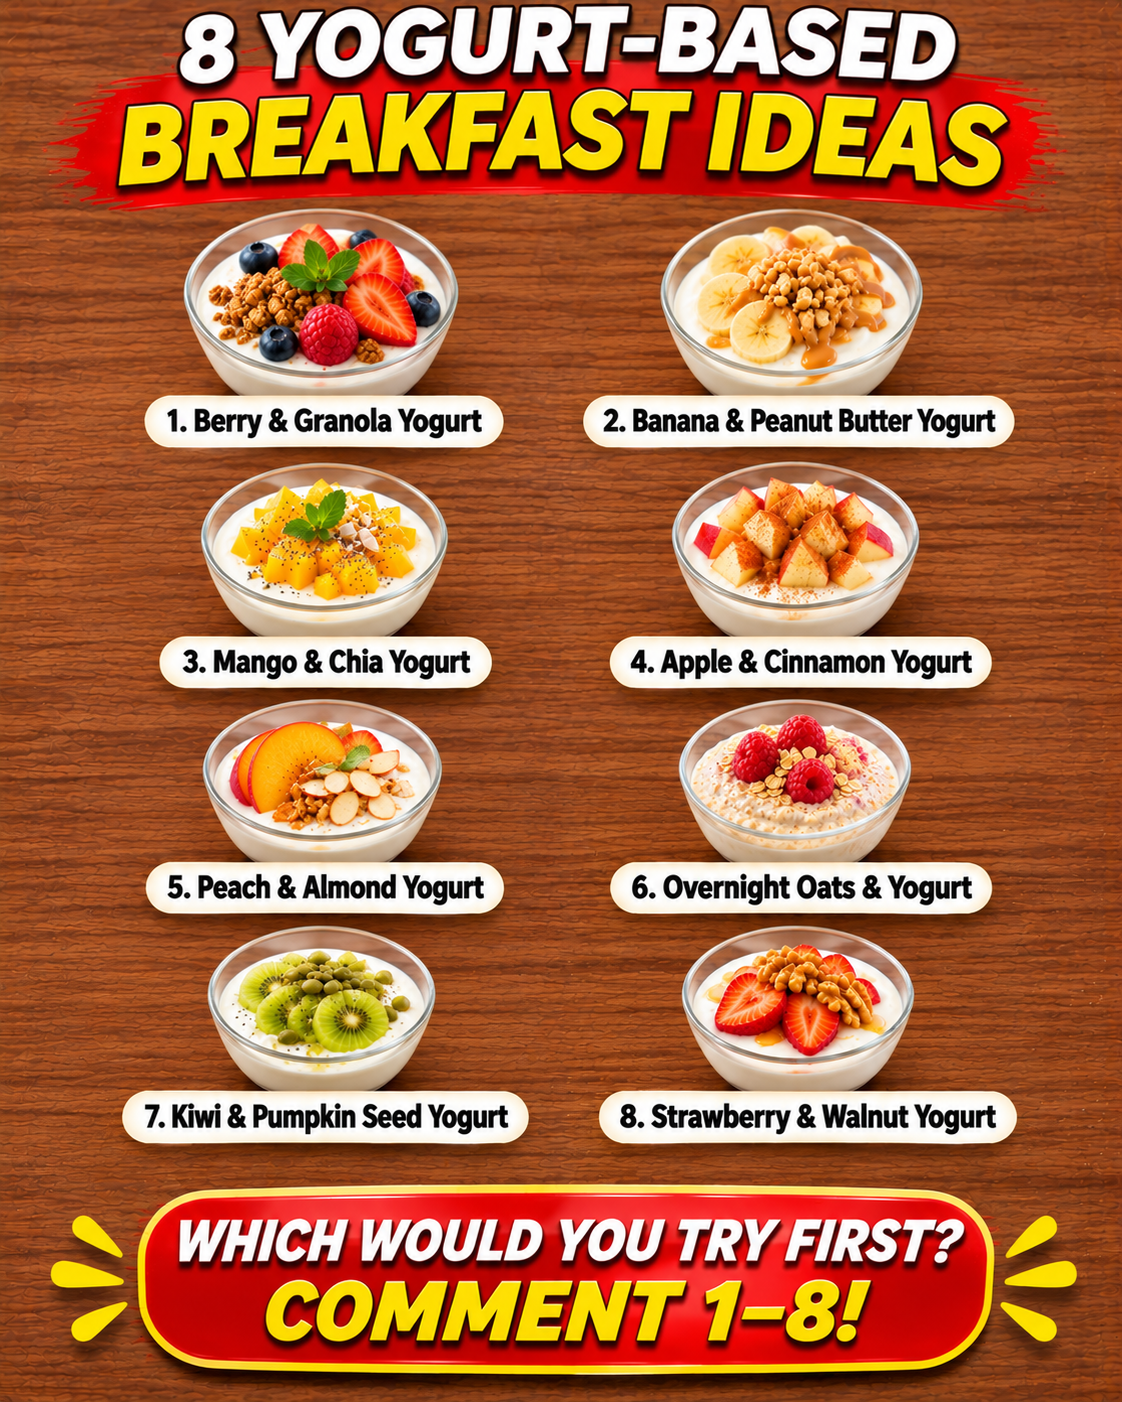 8 YOGURT-BASED
BREAKFAST IDEAS
1. Berry & Granola Yogurt
2. Banana & Peanut Butter Yogurt
3. Mango & Chia Yogurt
4. Apple & Cinnamon Yogurt
5. Peach & Almond Yogurt
6. Overnight Oats & Yogurt
7. Kiwi & Pumpkin Seed Yogurt
8. Strawberry & Walnut Yogurt
WHICH WOULD YOU TRY FIRST?
COMMENT 1–8!